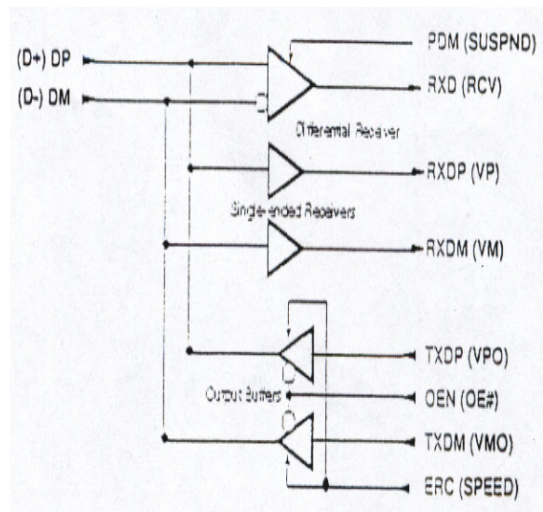 PDM (SUSPND)
(D+) DP
RXD (RCV)
(D-) DM
Differential Receiver
RXDP (VP)
Single-ended Receivers
RXDM (VM)
TXDP (VPO)
Output Buffers
OEN (OE#)
TXDM (VMO)
ERC (SPEED)